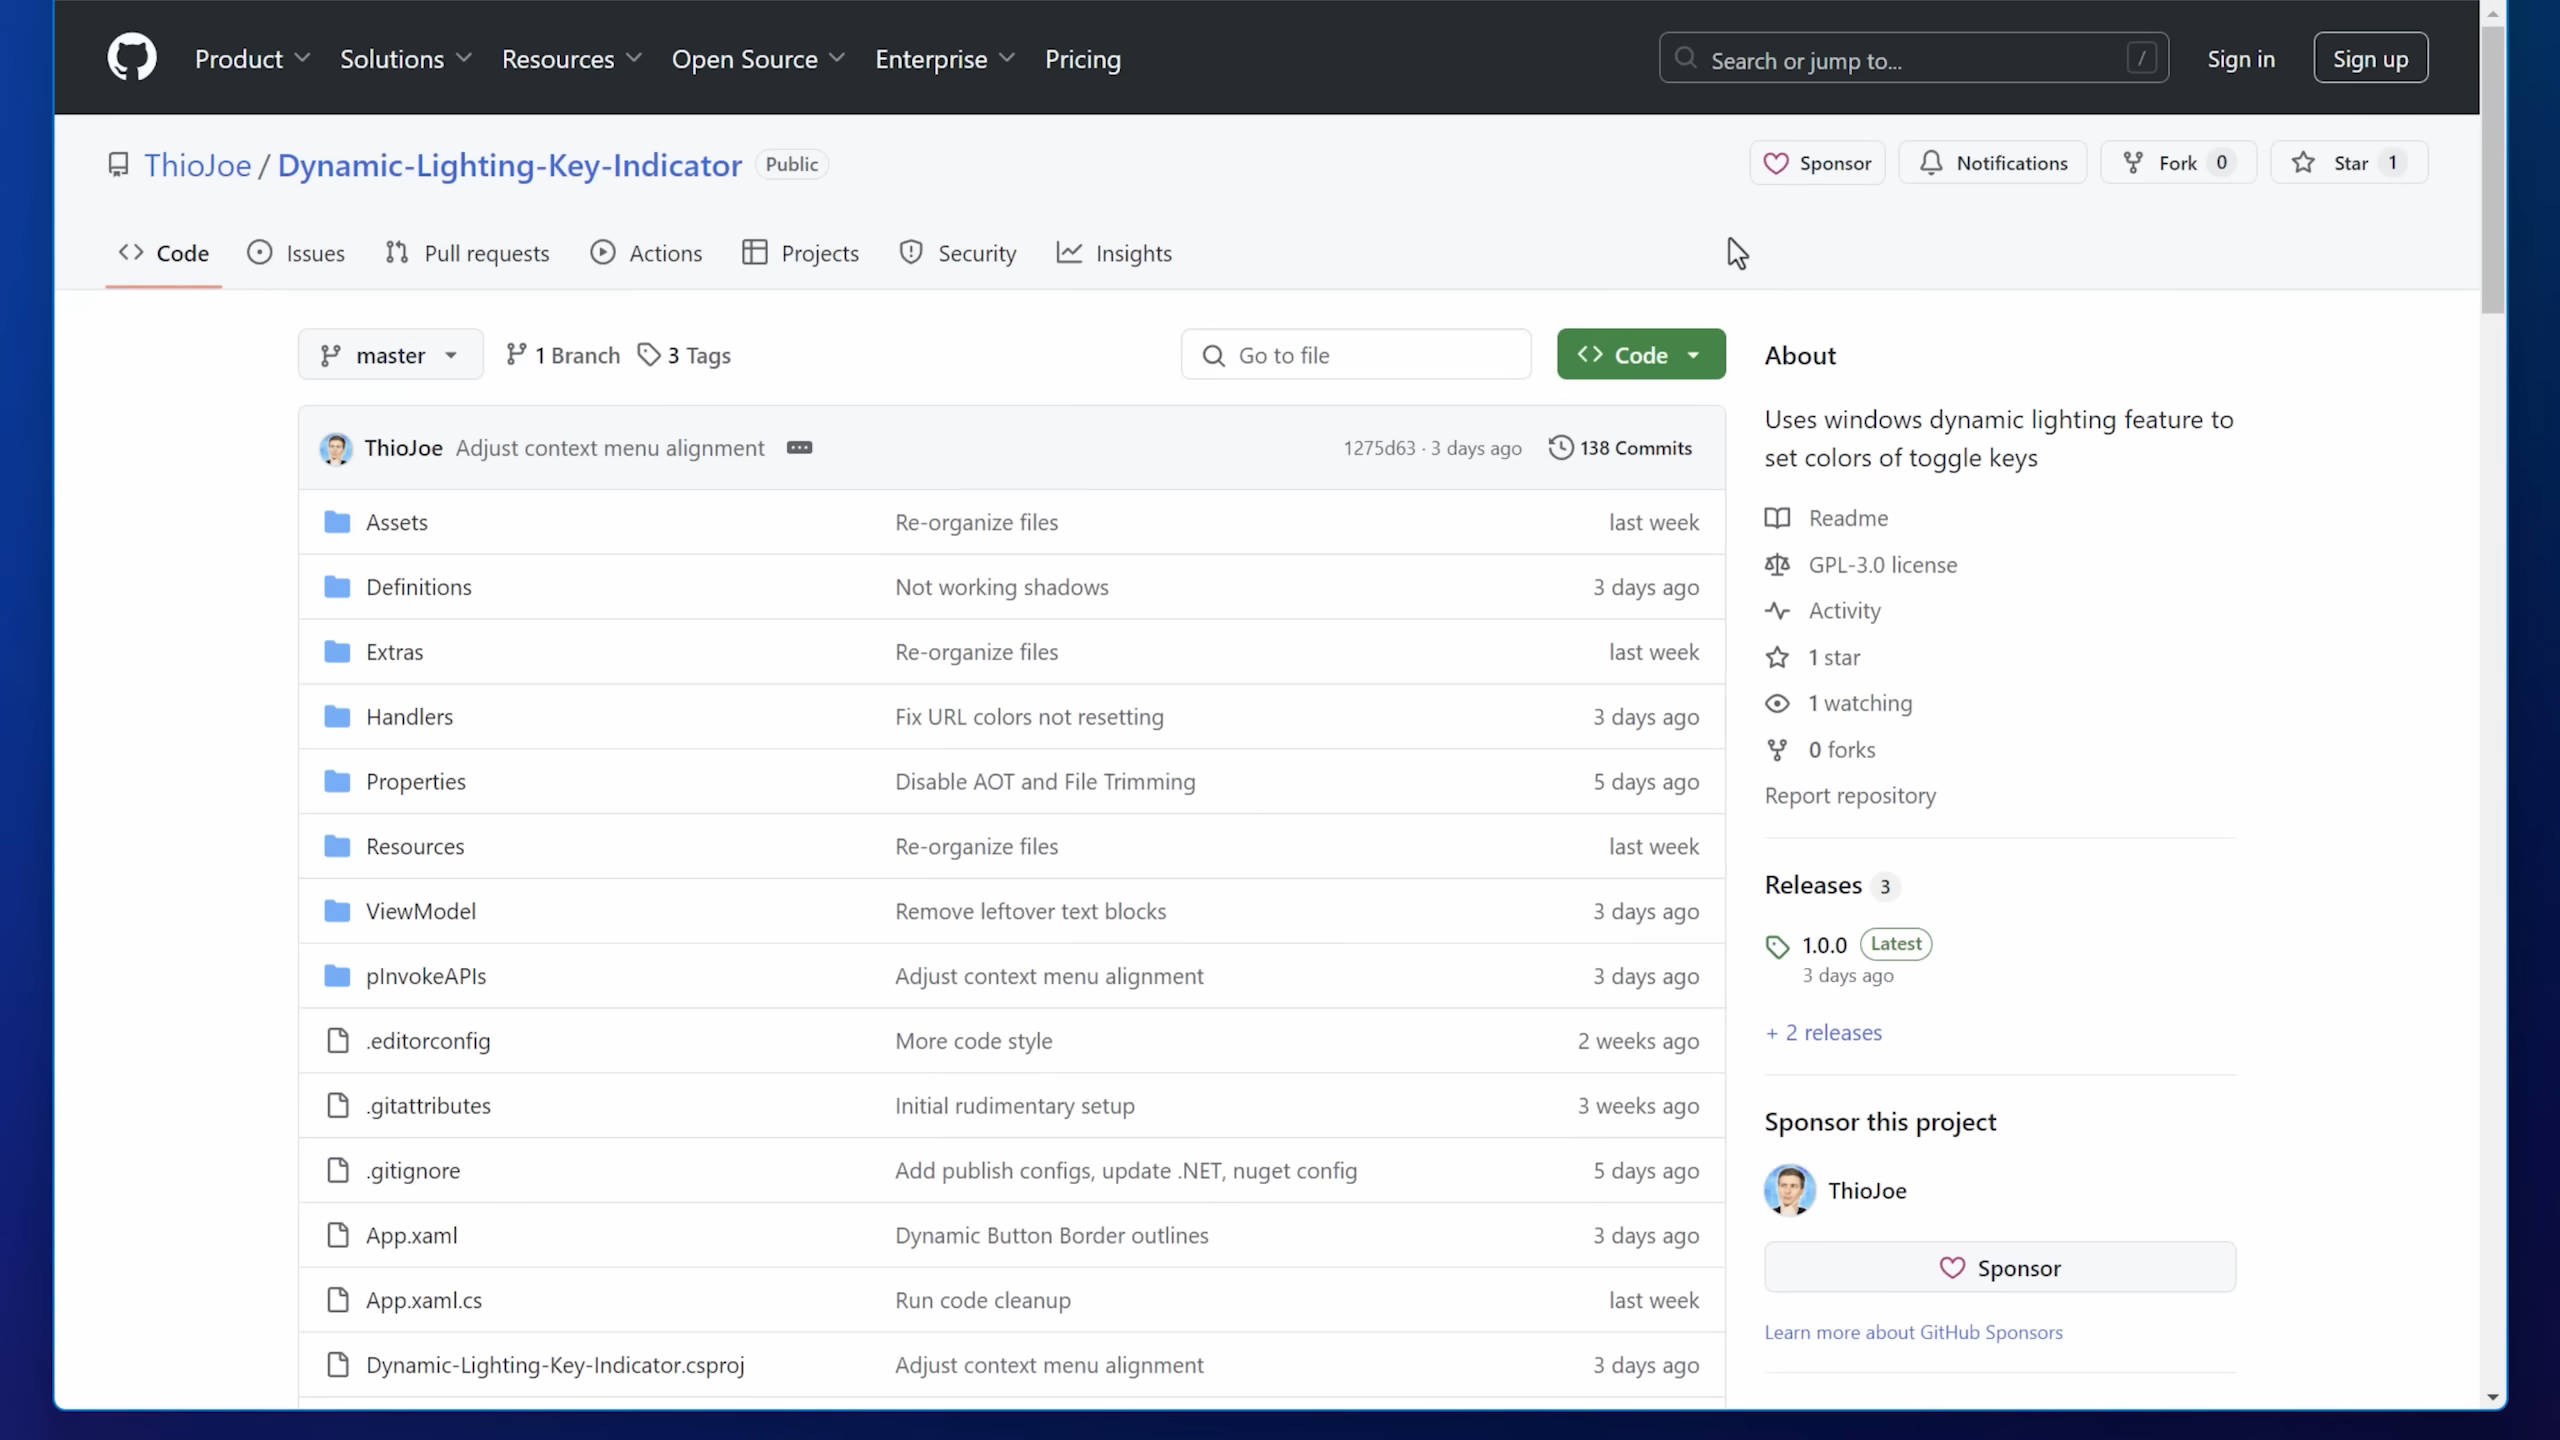 Product Solutions Resources Open Source Enterprise Pricing Search or jump to... / Sign in Sign up
ThioJoe / Dynamic-Lighting-Key-Indicator Public Sponsor Notifications Fork 0 Star 1
Code Issues Pull requests Actions Projects Security Insights
master 1 Branch 3 Tags Go to file Code
ThioJoe Adjust context menu alignment 1275d63 · 3 days ago 138 Commits
Assets Re-organize files last week
Definitions Not working shadows 3 days ago
Extras Re-organize files last week
Handlers Fix URL colors not resetting 3 days ago
Properties Disable AOT and File Trimming 5 days ago
Resources Re-organize files last week
ViewModel Remove leftover text blocks 3 days ago
pInvokeAPIs Adjust context menu alignment 3 days ago
.editorconfig More code style 2 weeks ago
.gitattributes Initial rudimentary setup 3 weeks ago
.gitignore Add publish configs, update .NET, nuget config 5 days ago
App.xaml Dynamic Button Border outlines 3 days ago
App.xaml.cs Run code cleanup last week
Dynamic-Lighting-Key-Indicator.csproj Adjust context menu alignment 3 days ago
About
Uses windows dynamic lighting feature to
set colors of toggle keys
Readme
GPL-3.0 license
Activity
1 star
1 watching
0 forks
Report repository
Releases 3
1.0.0 Latest
3 days ago
+ 2 releases
Sponsor this project
ThioJoe
Sponsor
Learn more about GitHub Sponsors